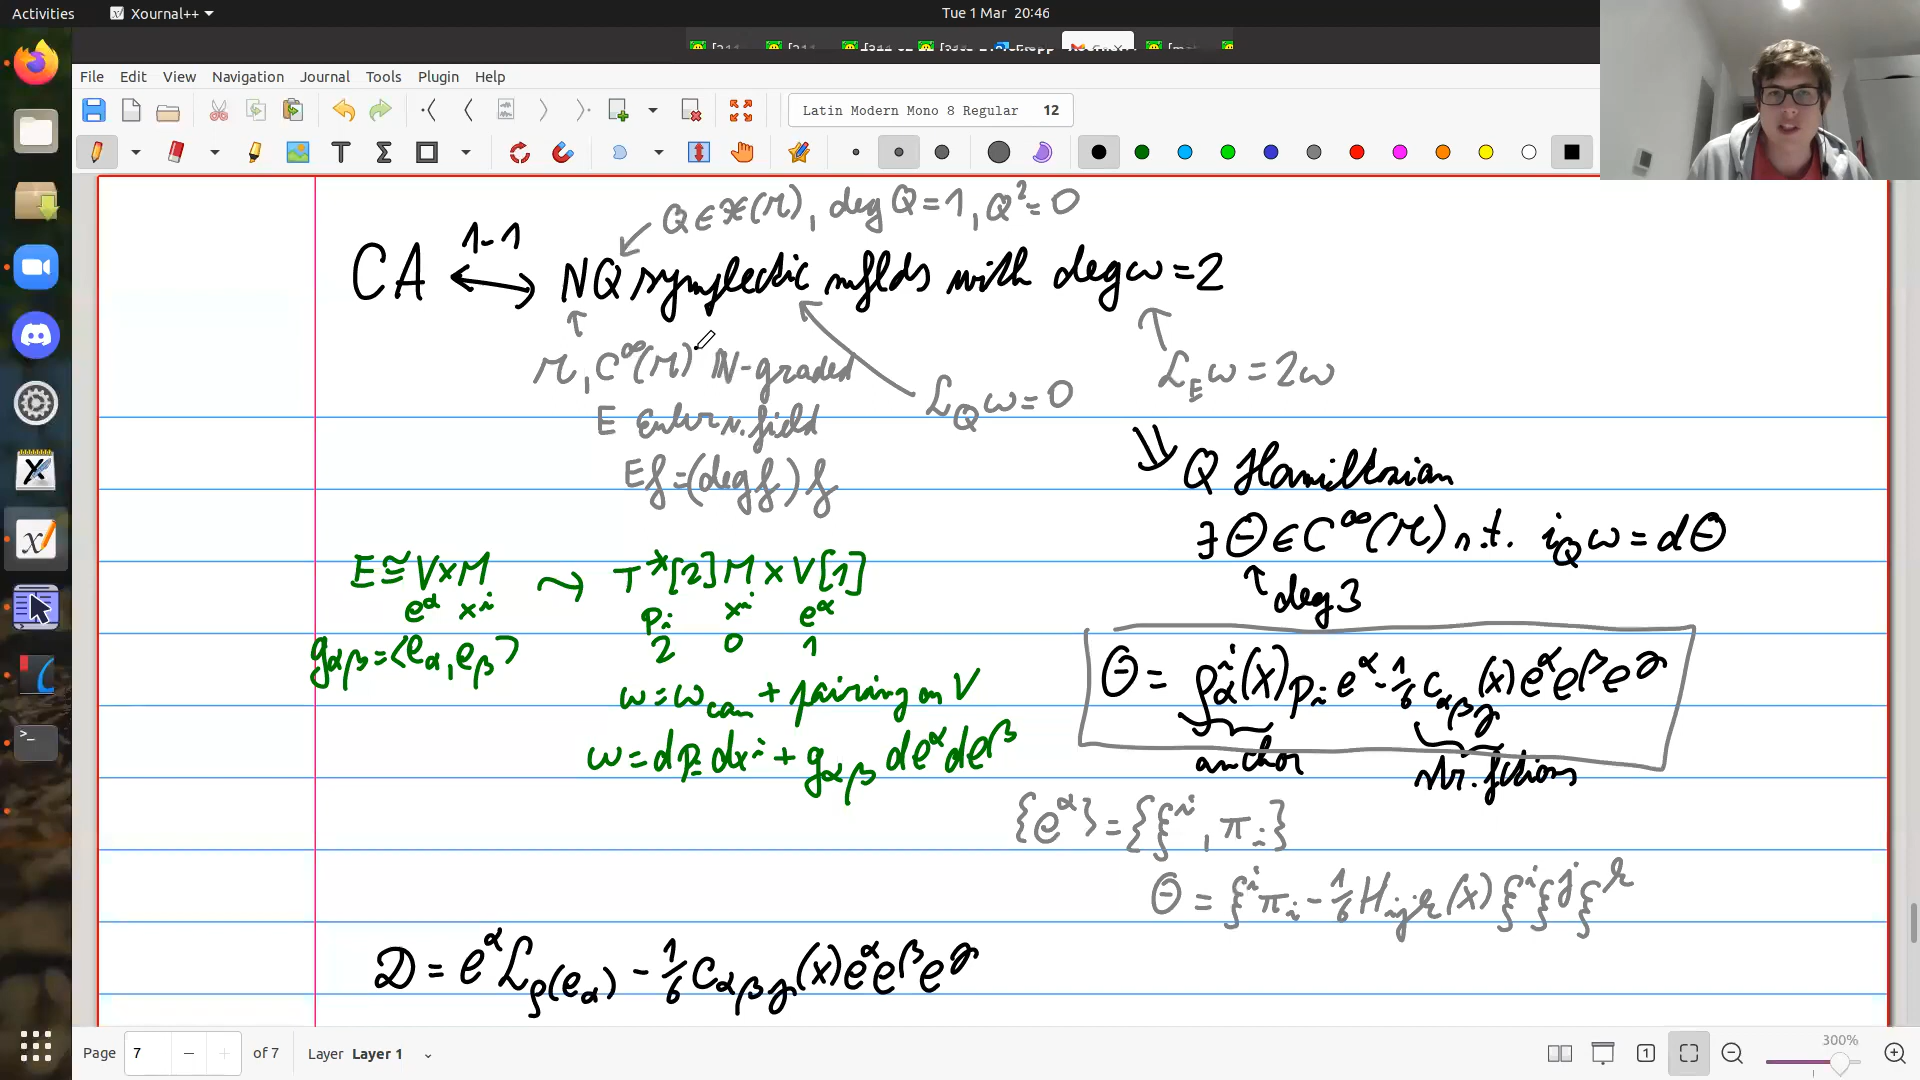 Activities Xournal++ Tue 1 Mar 20:46
File Edit View Navigation Journal Tools Plugin Help
Latin Modern Mono 8 Regular 12
Q ∈ 𝔛(M), deg Q = 1, Q² = 0
CA 1-1 ⟷ NQ symplectic mflds with deg ω = 2
M, C^∞(M) ℕ-graded
E Euler v. field
Ef = (deg f) f
L_Q ω = 0
L_E ω = 2ω
⇒ Q Hamiltonian
∃ Θ ∈ C^∞(M) s.t. i_Q ω = dΘ
↑ deg 3
E ≅ V × M ⇝ T*[2]M × V[1]
e^α x^i p_i x^i e^α
2 0 1
g_αβ = ⟨e_α, e_β⟩
ω = ω_can + pairing on V
ω = dp_i dx^i + g_αβ de^α de^β
Θ = ρ^i_α(x) p_i e^α - 1/6 c_αβγ(x) e^α e^β e^γ
anchor str. fctions
{e^α} = {ξ^i, π_i}
Θ = ξ^i π_i - 1/6 H_ijk(x) ξ^i ξ^j ξ^k
D = e^α L_ρ(e_α) - 1/6 c_αβγ(x) e^α e^β e^γ
Page 7 of 7 Layer Layer 1 300%